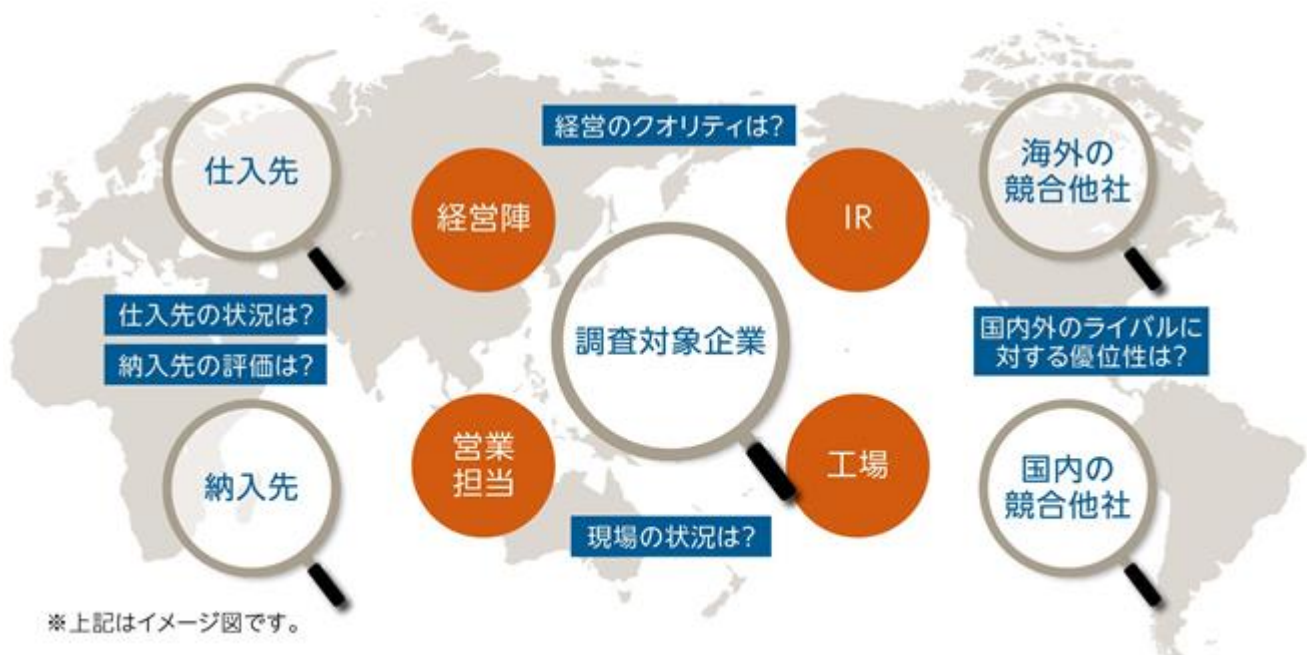 経営のクオリティは?
仕入先
経営陣
IR
海外の
競合他社
仕入先の状況は?
納入先の評価は?
調査対象企業
国内外のライバルに
対する優位性は?
納入先
営業
担当
工場
国内の
競合他社
現場の状況は?
※上記はイメージ図です。